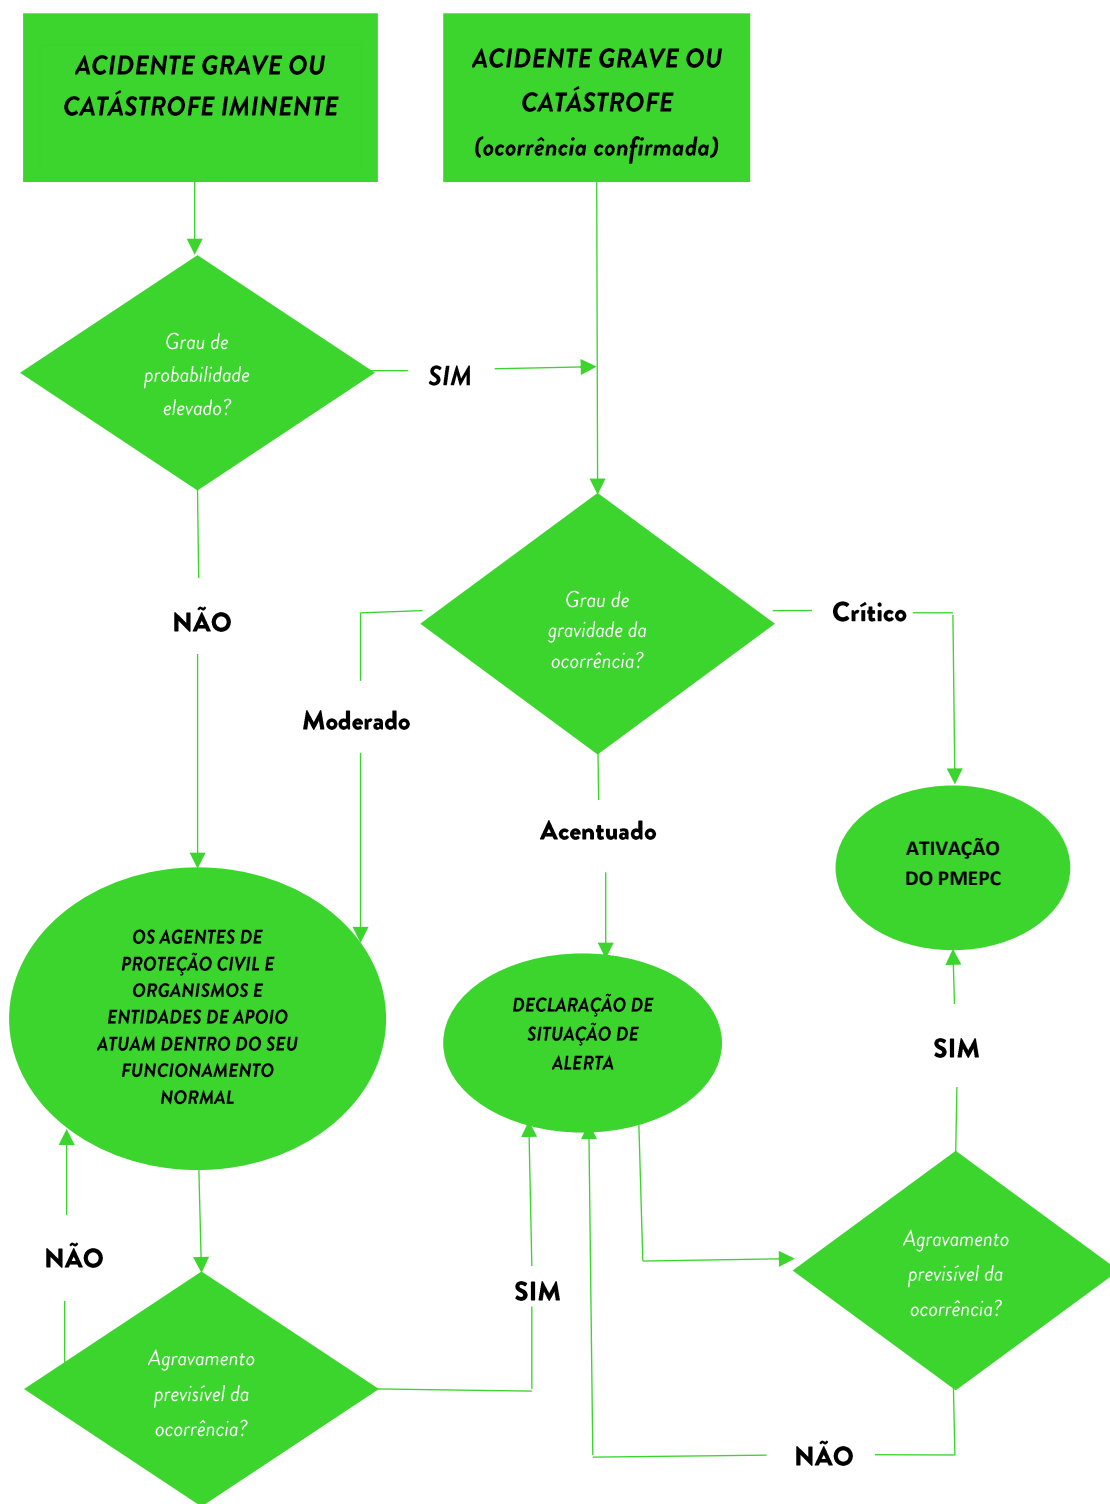 ACIDENTE GRAVE OU
CATÁSTROFE IMINENTE
ACIDENTE GRAVE OU
CATÁSTROFE
(ocorrência confirmada)
Grau de
probabilidade
elevado?
SIM
NÃO
Grau de
gravidade da
ocorrência?
Crítico
Moderado
Acentuado
ATIVAÇÃO
DO PMEPC
OS AGENTES DE
PROTEÇÃO CIVIL E
ORGANISMOS E
ENTIDADES DE APOIO
ATUAM DENTRO DO SEU
FUNCIONAMENTO
NORMAL
DECLARAÇÃO DE
SITUAÇÃO DE
ALERTA
SIM
NÃO
SIM
Agravamento
previsível da
ocorrência?
Agravamento
previsível da
ocorrência?
NÃO